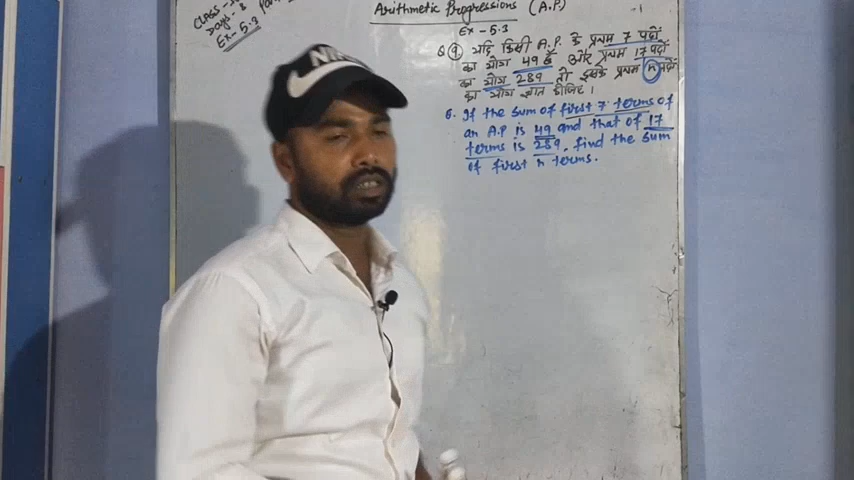 CLASS-
Days-
Ex-5.3
Arithmetic Progressions (A.P.)
Ex-5.3
Q (9. यदि किसी A.P. के प्रथम 7 पदों
का योग 49 है और प्रथम 17 पदों
का योग 289 तो इसके प्रथम n पदों
का योग ज्ञात कीजिए।
If the sum of first 7 terms of
an A.P. is 49 and that of 17
terms is 289, find the sum
of first n terms.
NIKE